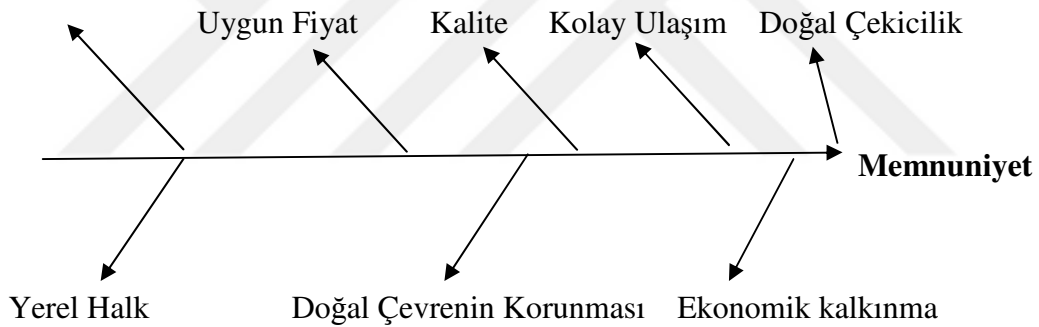 Uygun Fiyat Kalite Kolay Ulaşım Doğal Çekicilik
Memnuniyet
Yerel Halk Doğal Çevrenin Korunması Ekonomik kalkınma